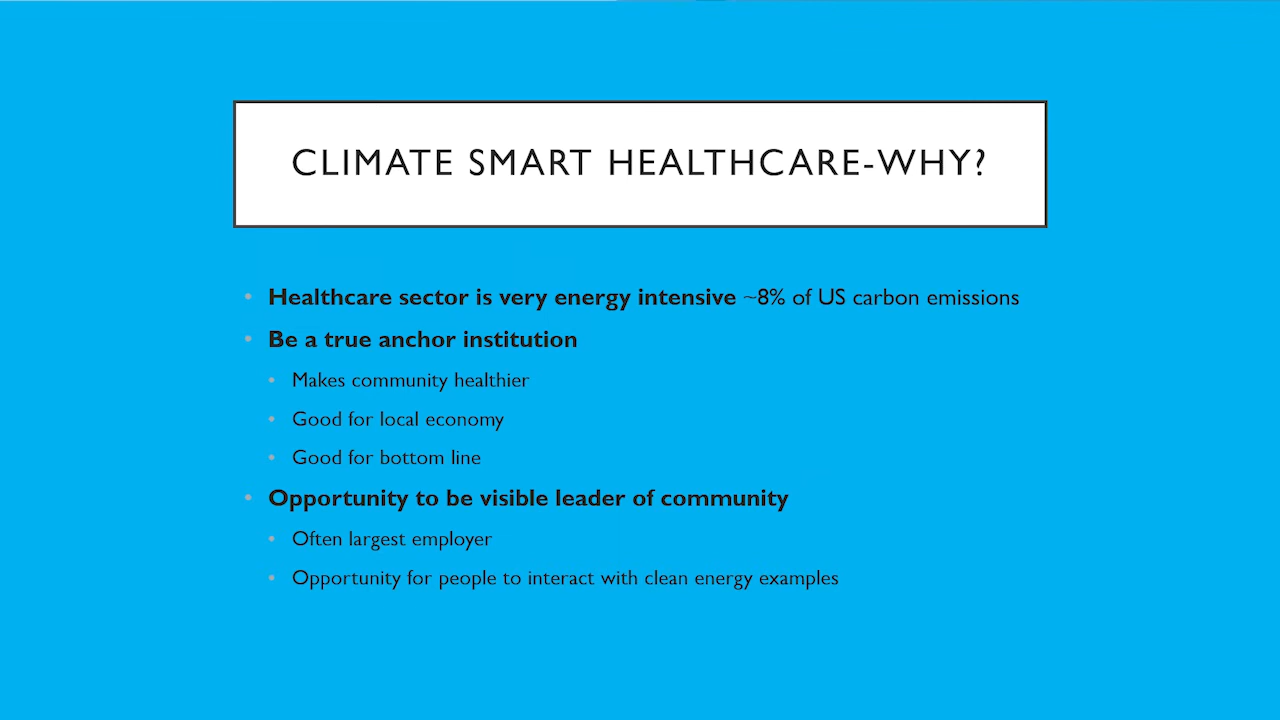 CLIMATE SMART HEALTHCARE-WHY?
• Healthcare sector is very energy intensive ~8% of US carbon emissions
• Be a true anchor institution
• Makes community healthier
• Good for local economy
• Good for bottom line
• Opportunity to be visible leader of community
• Often largest employer
• Opportunity for people to interact with clean energy examples